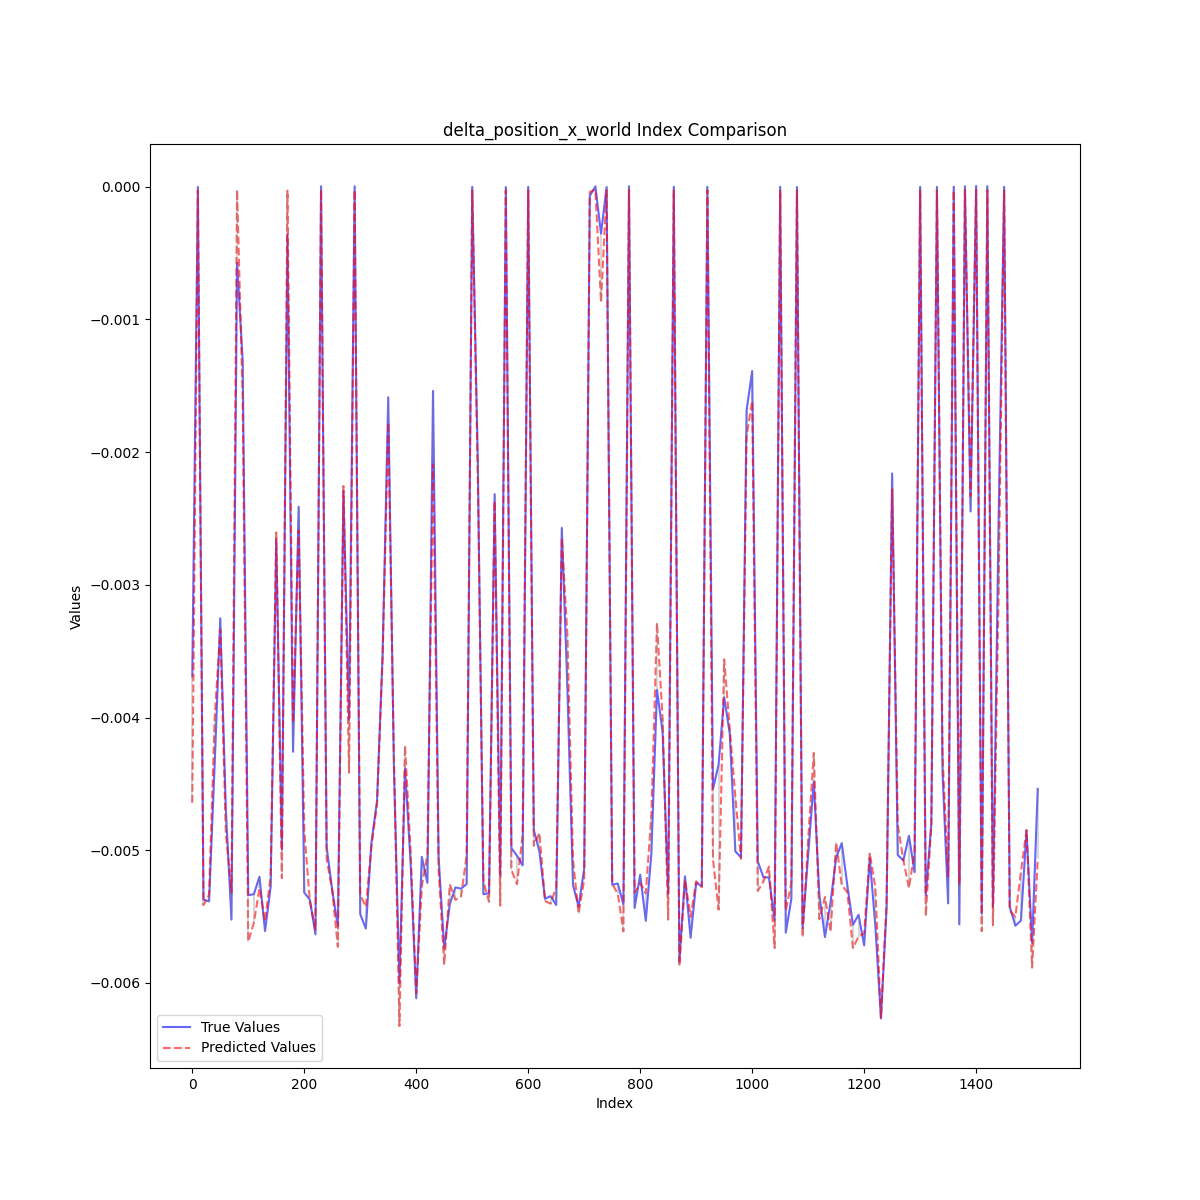 delta_position_x_world Index Comparison
0.000
−0.001
−0.002
−0.003
−0.004
−0.005
−0.006
Values
True Values
Predicted Values
0 200 400 600 800 1000 1200 1400
Index